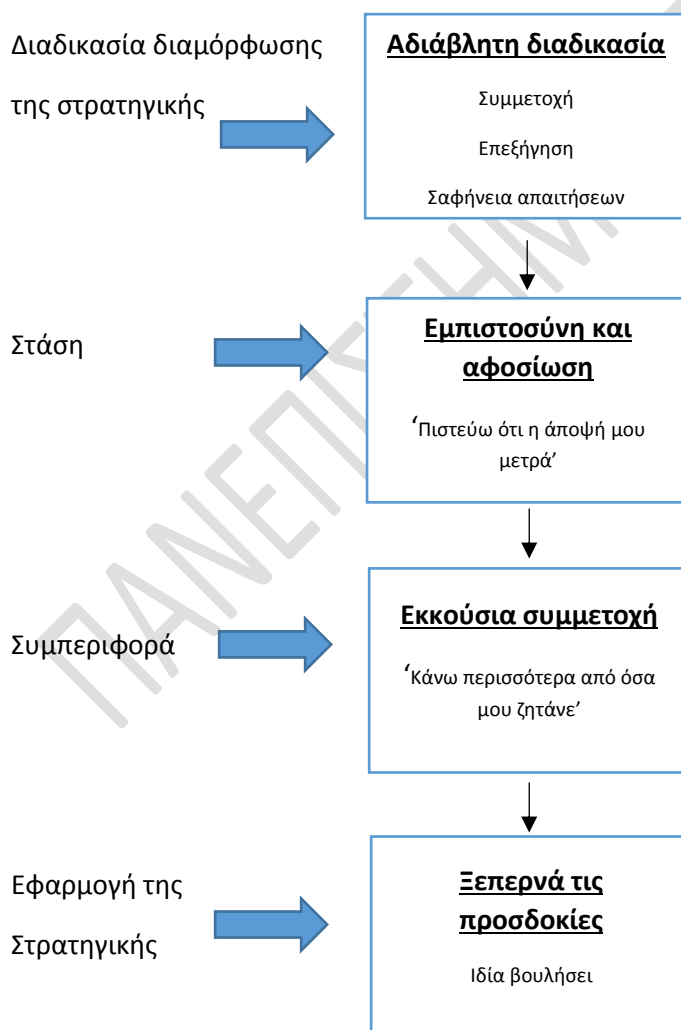 Διαδικασία διαμόρφωσης
της στρατηγικής
Αδιάβλητη διαδικασία
Συμμετοχή
Επεξήγηση
Σαφήνεια απαιτήσεων
Στάση
Εμπιστοσύνη και
αφοσίωση
‘Πιστεύω ότι η άποψή μου
μετρά’
Συμπεριφορά
Εκκούσια συμμετοχή
‘Κάνω περισσότερα από όσα
μου ζητάνε’
Εφαρμογή της
Στρατηγικής
Ξεπερνά τις
προσδοκίες
Ιδία βουλήσει